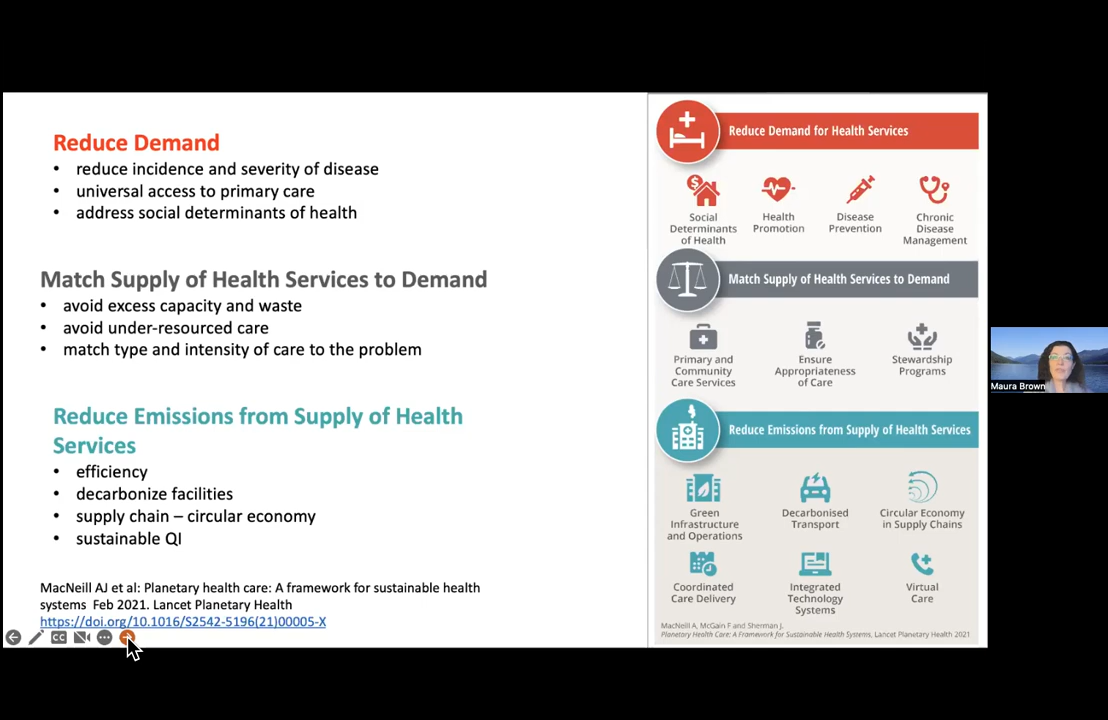 Reduce Demand
• reduce incidence and severity of disease
• universal access to primary care
• address social determinants of health
Match Supply of Health Services to Demand
• avoid excess capacity and waste
• avoid under-resourced care
• match type and intensity of care to the problem
Reduce Emissions from Supply of Health
Services
• efficiency
• decarbonize facilities
• supply chain – circular economy
• sustainable QI
MacNeill AJ et al: Planetary health care: A framework for sustainable health
systems Feb 2021. Lancet Planetary Health
https://doi.org/10.1016/S2542-5196(21)00005-X
CC
Reduce Demand for Health Services
Social
Determinants
of Health
Health
Promotion
Disease
Prevention
Chronic
Disease
Management
Match Supply of Health Services to Demand
Primary and
Community
Care Services
Ensure
Appropriateness
of Care
Stewardship
Programs
Reduce Emissions from Supply of Health Services
Green
Infrastructure
and Operations
Decarbonised
Transport
Circular Economy
in Supply Chains
Coordinated
Care Delivery
Integrated
Technology
Systems
Virtual
Care
MacNeill A, McGain F and Sherman J.
Planetary Health Care: A Framework for Sustainable Health Systems, Lancet Planetary Health 2021
Maura Brown